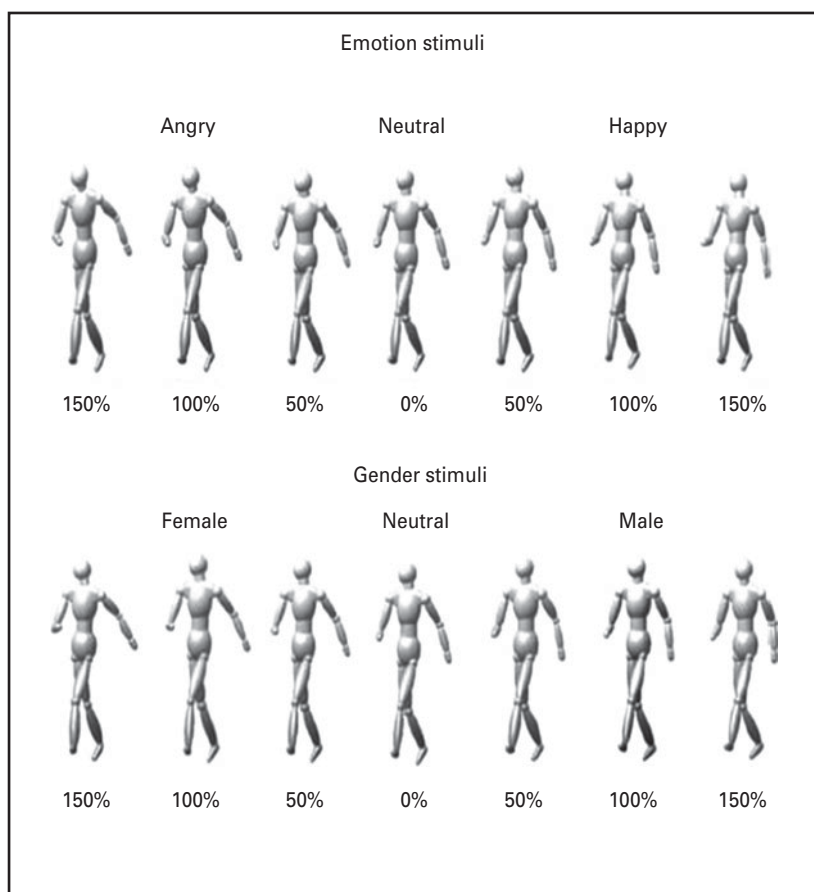 Emotion stimuli
Angry Neutral Happy
150% 100% 50% 0% 50% 100% 150%
Gender stimuli
Female Neutral Male
150% 100% 50% 0% 50% 100% 150%